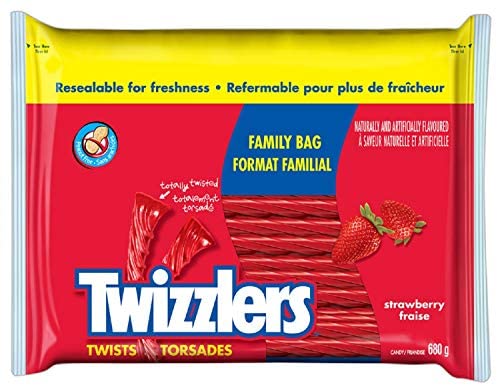 Resealable for freshness • Refermable pour plus de fraîcheur
FAMILY BAG
FORMAT FAMILIAL
NATURALLY AND ARTIFICIALLY FLAVOURED
À SAVEUR NATURELLE ET ARTIFICIELLE
totally twisted
totalement
torsadé
Twizzlers
TWISTS TORSADES
strawberry
fraise
CANDY/FRIANDISE 680 g